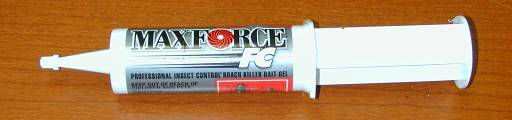 MAXFORCE
FC
PROFESSIONAL INSECT CONTROL® ROACH KILLER BAIT GEL
KEEP OUT OF REACH OF